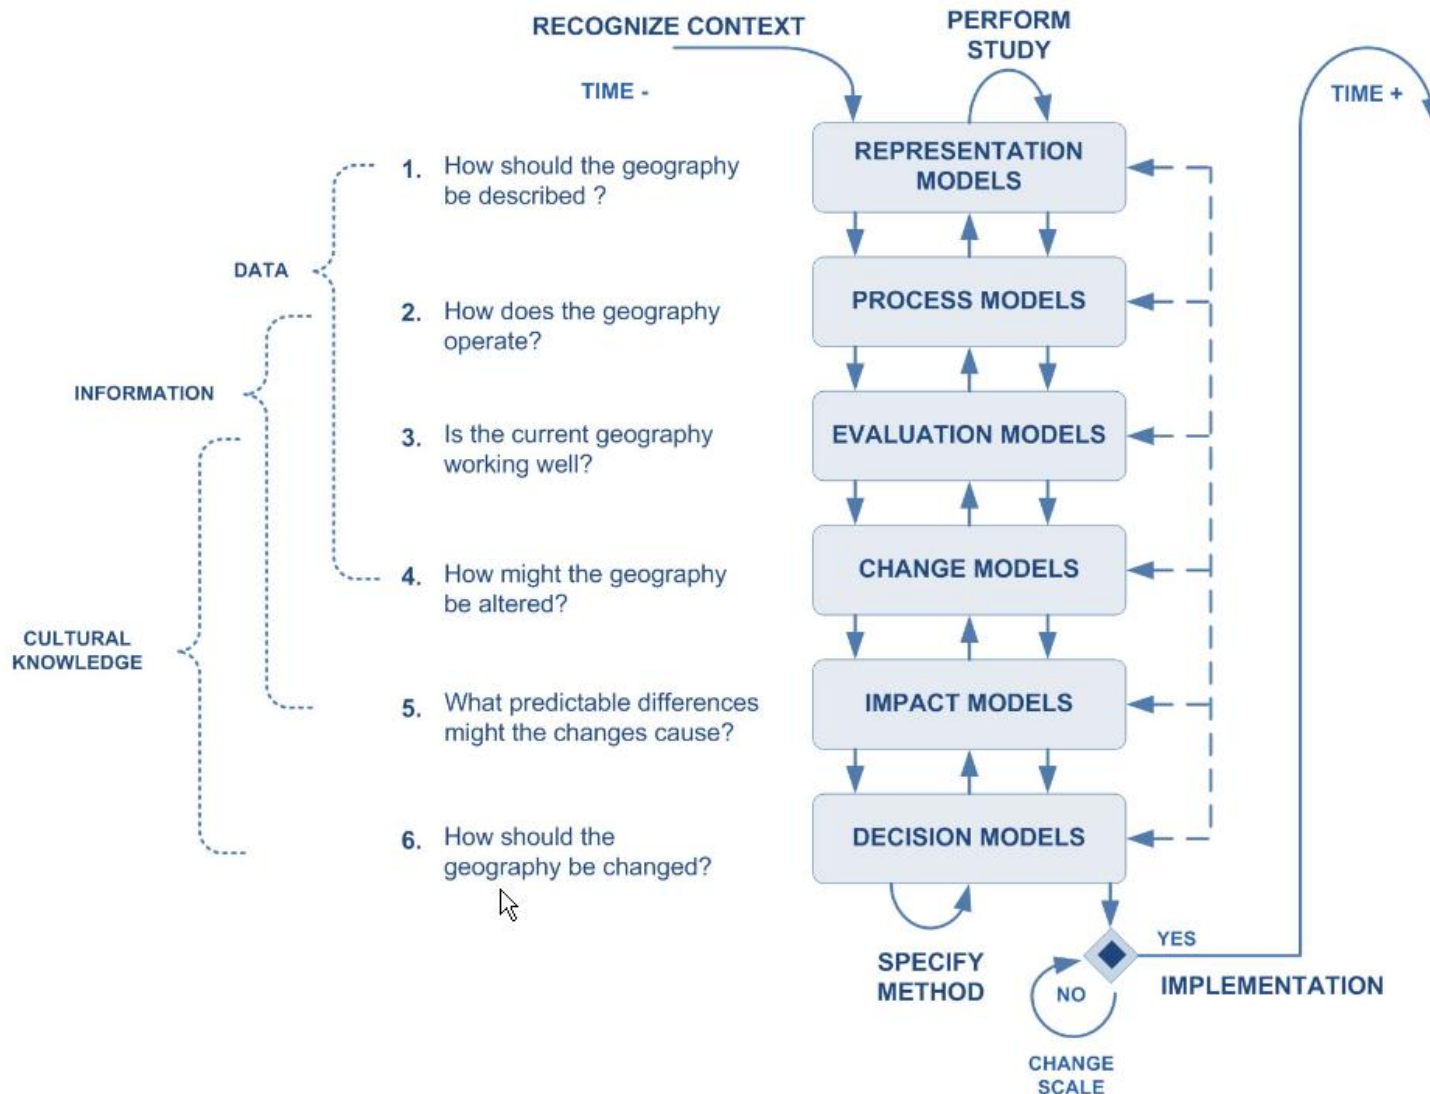 RECOGNIZE CONTEXT
PERFORM
STUDY
TIME -
TIME +
1. How should the geography
be described ?
REPRESENTATION
MODELS
DATA
2. How does the geography
operate?
PROCESS MODELS
INFORMATION
3. Is the current geography
working well?
EVALUATION MODELS
4. How might the geography
be altered?
CHANGE MODELS
CULTURAL
KNOWLEDGE
5. What predictable differences
might the changes cause?
IMPACT MODELS
6. How should the
geography be changed?
DECISION MODELS
SPECIFY
METHOD
YES
NO
IMPLEMENTATION
CHANGE
SCALE